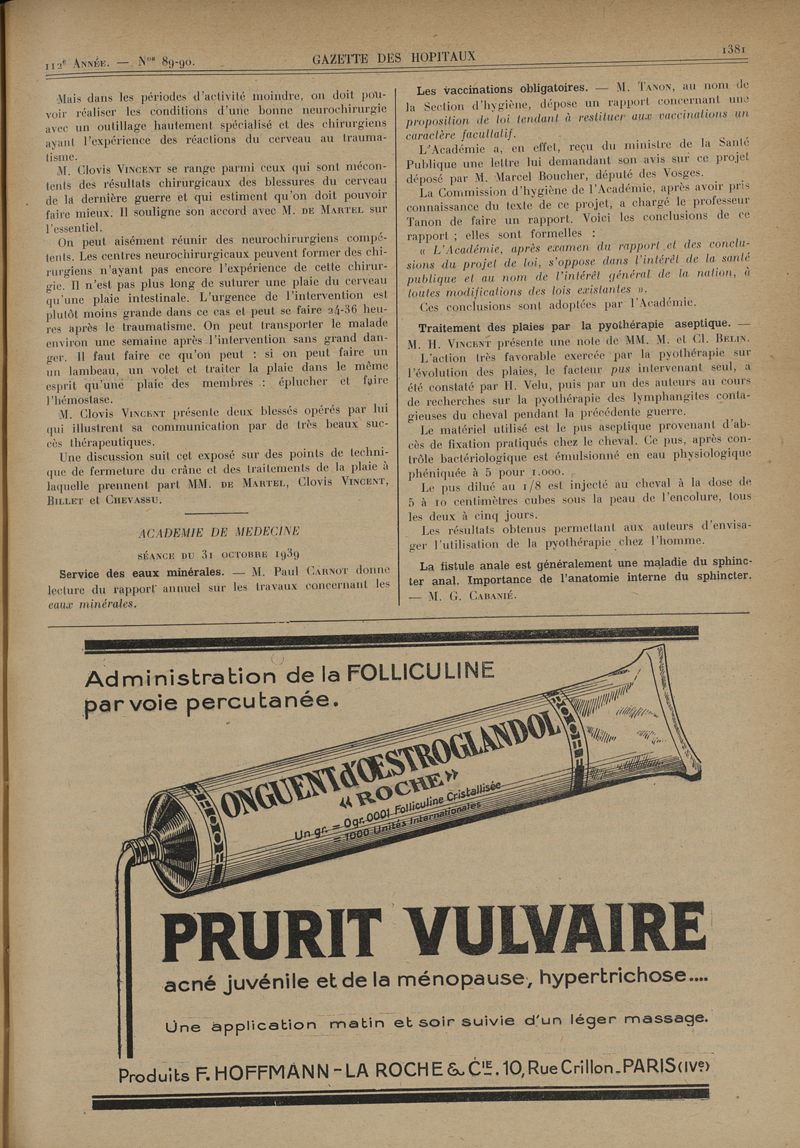 112e ANNÉE. — Nos 89-90.
GAZETTE DES HOPITAUX
1381
Mais dans les périodes d'activité moindre, on doit pou-
voir réaliser les conditions d'une bonne neurochirurgie
avec un outillage hautement spécialisé et des chirurgiens
ayant l'expérience des réactions du cerveau au trauma-
tisme.
M. Clovis VINCENT se range parmi ceux qui sont mécon-
tents des résultats chirurgicaux des blessures du cerveau
de la dernière guerre et qui estiment qu'on doit pouvoir
faire mieux. Il souligne son accord avec M. DE MARTEL sur
l'essentiel.
On peut aisément réunir des neurochirurgiens compé-
tents. Les centres neurochirurgicaux peuvent former des chi-
rurgiens n'ayant pas encore l'expérience de cette chirur-
gie. Il n'est pas plus long de suturer une plaie du cerveau
qu'une plaie intestinale. L'urgence de l'intervention est
plutôt moins grande dans ce cas et peut se faire 24-36 heu-
res après le traumatisme. On peut transporter le malade
environ une semaine après l'intervention sans grand dan-
ger. Il faut faire ce qu'on peut : si on peut faire un
un lambeau, un volet et traiter la plaie dans le même
esprit qu'une plaie des membres : éplucher et faire
l'hémostase.
M. Clovis VINCENT présente deux blessés opérés par lui
qui illustrent sa communication par de très beaux suc-
cès thérapeutiques.
Une discussion suit cet exposé sur des points de techni-
que de fermeture du crâne et des traitements de la plaie à
laquelle prennent part MM. DE MARTEL, Clovis VINCENT,
BILLET et CHEVASSU.
ACADEMIE DE MEDECINE
SÉANCE DU 31 OCTOBRE 1939
Service des eaux minérales. — M. Paul CARNOT donne
lecture du rapport annuel sur les travaux concernant les
eaux minérales.
Les vaccinations obligatoires. — M. TANON, au nom de
la Section d'hygiène, dépose un rapport concernant une
proposition de loi tendant à restituer aux vaccinations un
caractère facultatif.
L'Académie a, en effet, reçu du ministre de la Santé
Publique une lettre lui demandant son avis sur ce projet
déposé par M. Marcel Boucher, député des Vosges.
La Commission d'hygiène de l'Académie, après avoir pris
connaissance du texte de ce projet, a chargé le professeur
Tanon de faire un rapport. Voici les conclusions de ce
rapport ; elles sont formelles :
« L'Académie, après examen du rapport et des conclu-
sions du projet de loi, s'oppose dans l'intérêt de la santé
publique et au nom de l'intérêt général de la nation, à
toutes modifications des lois existantes ».
Ces conclusions sont adoptées par l'Académie.
Traitement des plaies par la pyothérapie aseptique. —
M. H. VINCENT présente une note de MM. M. et Cl. BELIN.
L'action très favorable exercée par la pyothérapie sur
l'évolution des plaies, le facteur pus intervenant seul, a
été constaté par H. Velu, puis par un des auteurs au cours
de recherches sur la pyothérapie des lymphangites conta-
gieuses du cheval pendant la précédente guerre.
Le matériel utilisé est le pus aseptique provenant d'ab-
cès de fixation pratiqués chez le cheval. Ce pus, après con-
trôle bactériologique est émulsionné en eau physiologique
phéniquée à 5 pour 1.000.
Le pus dilué au 1/8 est injecté au cheval à la dose de
5 à 10 centimètres cubes sous la peau de l'encolure, tous
les deux à cinq jours.
Les résultats obtenus permettant aux auteurs d'envisa-
ger l'utilisation de la pyothérapie chez l'homme.
La fistule anale est généralement une maladie du sphinc-
ter anal. Importance de l'anatomie interne du sphincter.
— M. G. CABANIÉ.
Administration de la FOLLICULINE
par voie percutanée.
ONGUENT d'ŒSTROGLANDOL
"ROCHE"
Un gr. = 0gr.0001 Folliculine Cristallisée
= 1000 Unités Internationales
PRURIT VULVAIRE
acné juvénile et de la ménopause, hypertrichose....
Une application matin et soir suivie d'un léger massage.
Produits F. HOFFMANN-LA ROCHE & CIE. 10, Rue Crillon_PARIS (IVe)